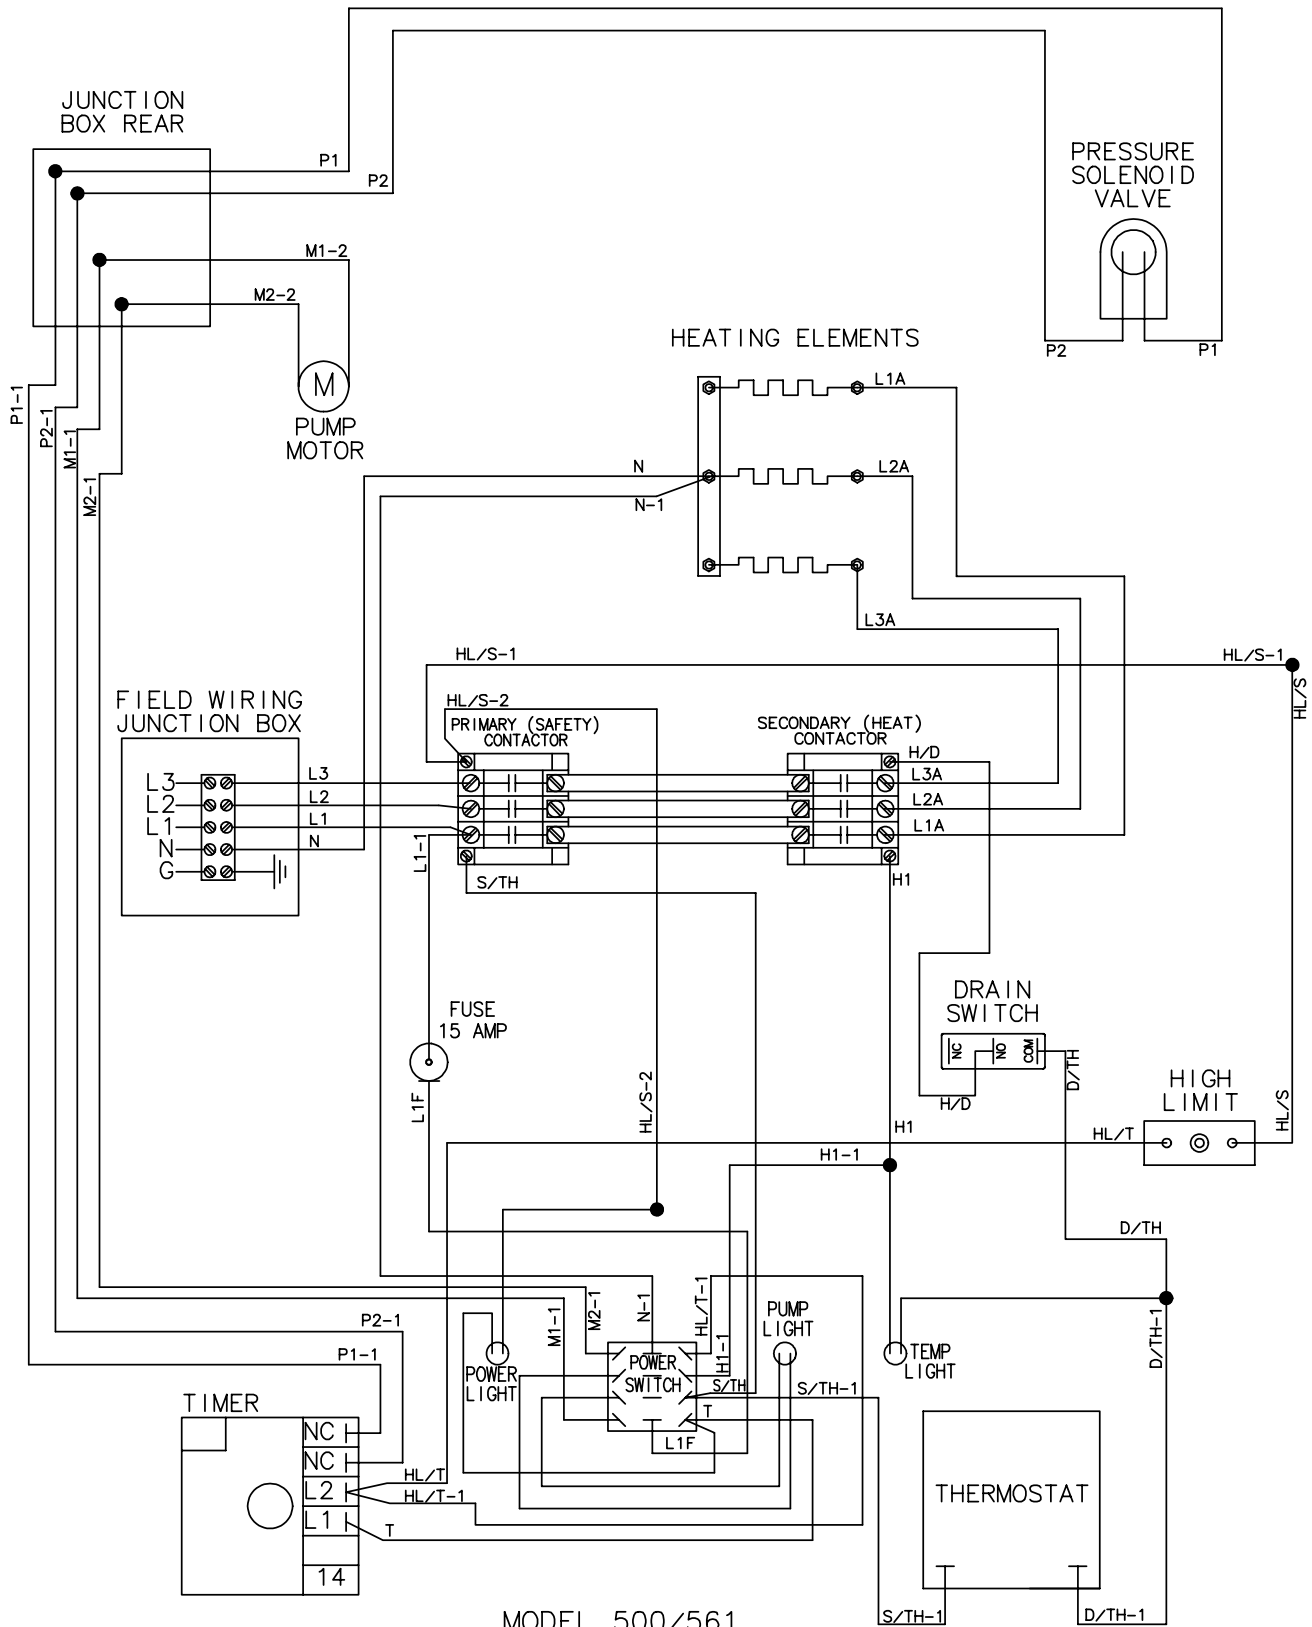 JUNCTION
BOX REAR
P1
P2
M1-2
M2-2
M
PUMP
MOTOR
PRESSURE
SOLENOID
VALVE
P2
P1
P1-1
P2-1
M1-1
M2-1
HEATING ELEMENTS
L1A
N
L2A
N-1
L3A
HL/S-1
HL/S-1
HL/S
FIELD WIRING
JUNCTION BOX
HL/S-2
PRIMARY (SAFETY)
CONTACTOR
SECONDARY (HEAT)
CONTACTOR
H/D
L3
L3
L3A
L2
L2
L2A
L1
L1
L1A
N
N
G
L1-1
S/TH
H1
FUSE
15 AMP
DRAIN
SWITCH
NC
NO
COM
D/TH
H/D
L1F
HL/S-2
HIGH
LIMIT
HL/S
H1
HL/T
H1-1
D/TH
M1-1
M2-1
N-1
HL/T-1
H1-1
PUMP
LIGHT
D/TH-1
P2-1
P1-1
POWER
LIGHT
POWER
SWITCH
TEMP
LIGHT
S/TH
S/TH-1
T
L1F
TIMER
NC
NC
L2
L1
14
HL/T
HL/T-1
T
THERMOSTAT
S/TH-1
D/TH-1
MODEL 500/561